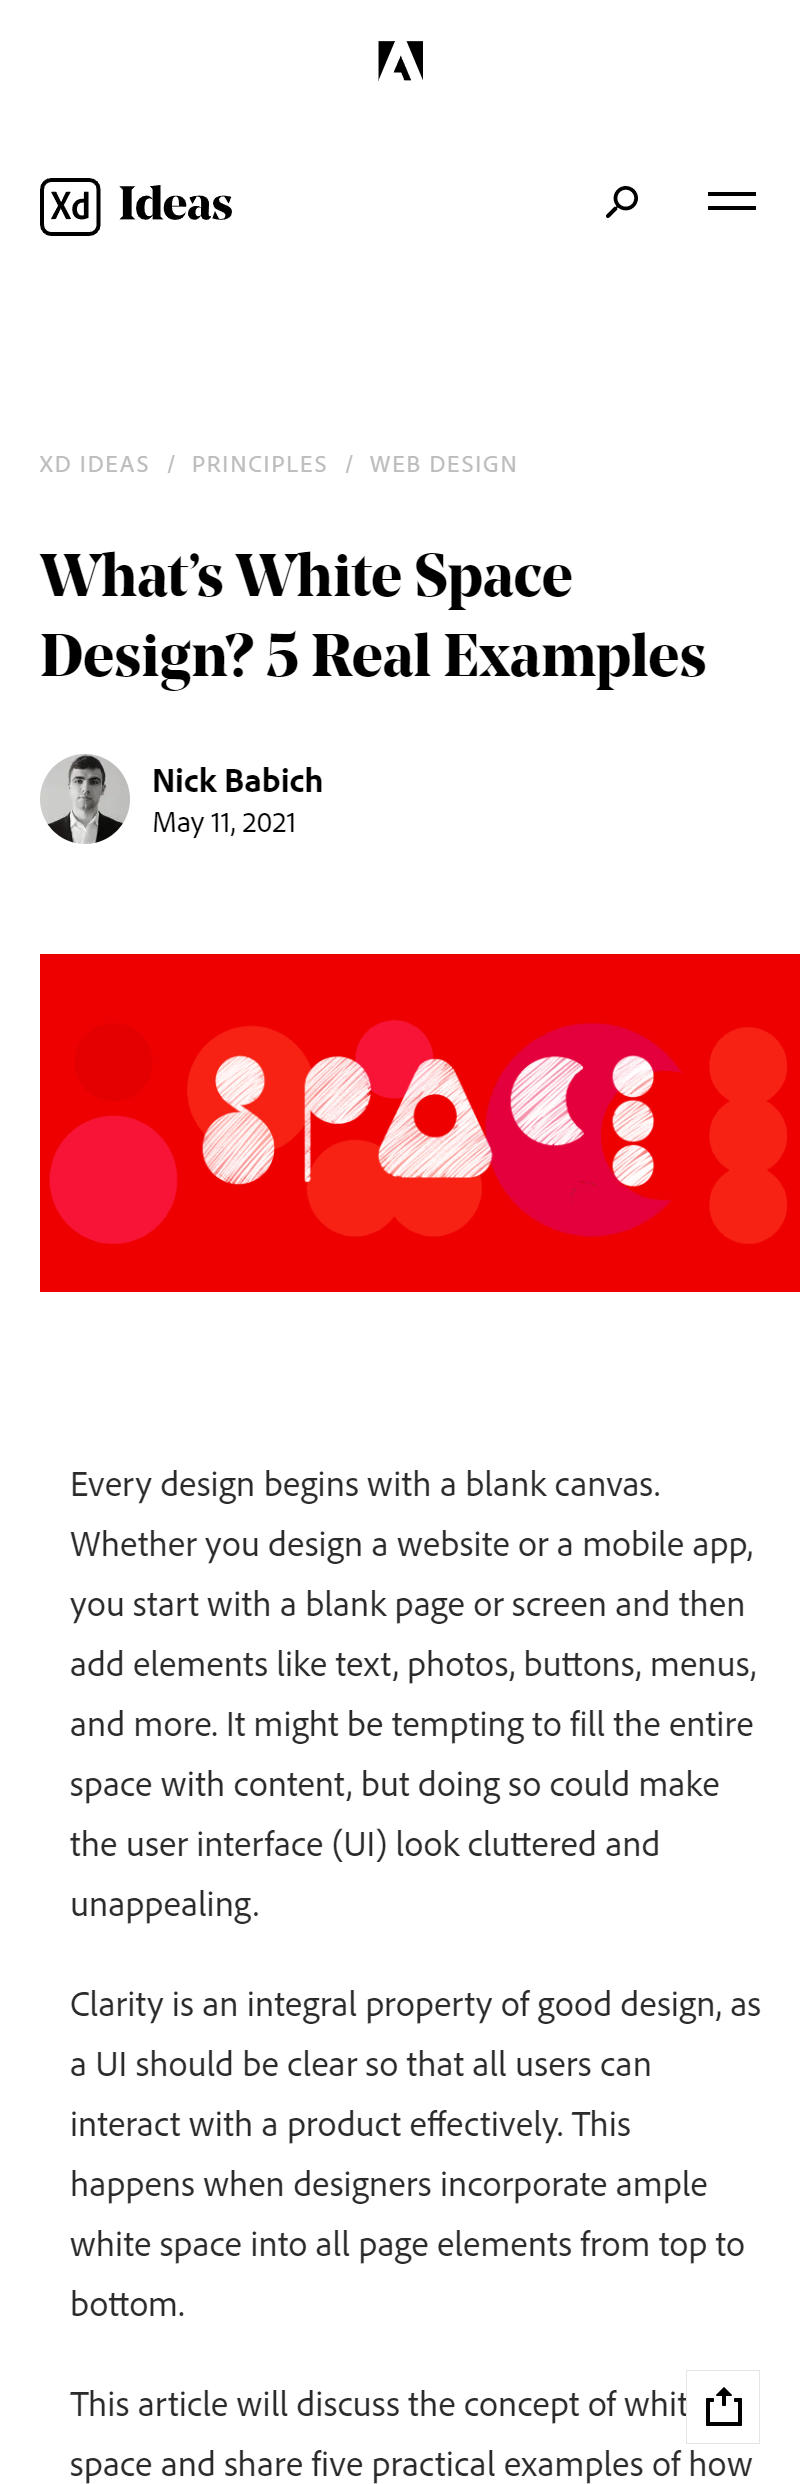 Xd Ideas
XD IDEAS / PRINCIPLES / WEB DESIGN
What's White Space
Design? 5 Real Examples
Nick Babich
May 11, 2021
SPACE
Every design begins with a blank canvas.
Whether you design a website or a mobile app,
you start with a blank page or screen and then
add elements like text, photos, buttons, menus,
and more. It might be tempting to fill the entire
space with content, but doing so could make
the user interface (UI) look cluttered and
unappealing.
Clarity is an integral property of good design, as
a UI should be clear so that all users can
interact with a product effectively. This
happens when designers incorporate ample
white space into all page elements from top to
bottom.
This article will discuss the concept of whit
space and share five practical examples of how